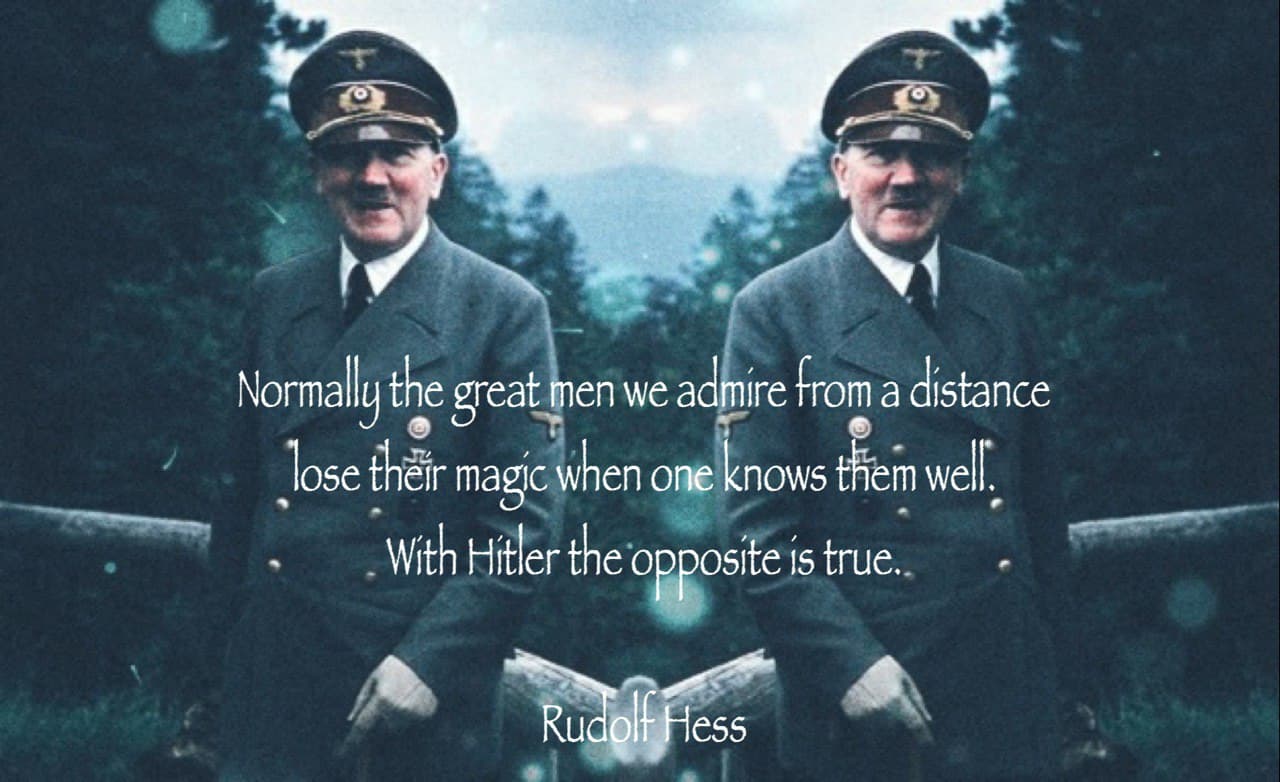 Normally the great men we admire from a distance
lose their magic when one knows them well.
With Hitler the opposite is true.
Rudolf Hess